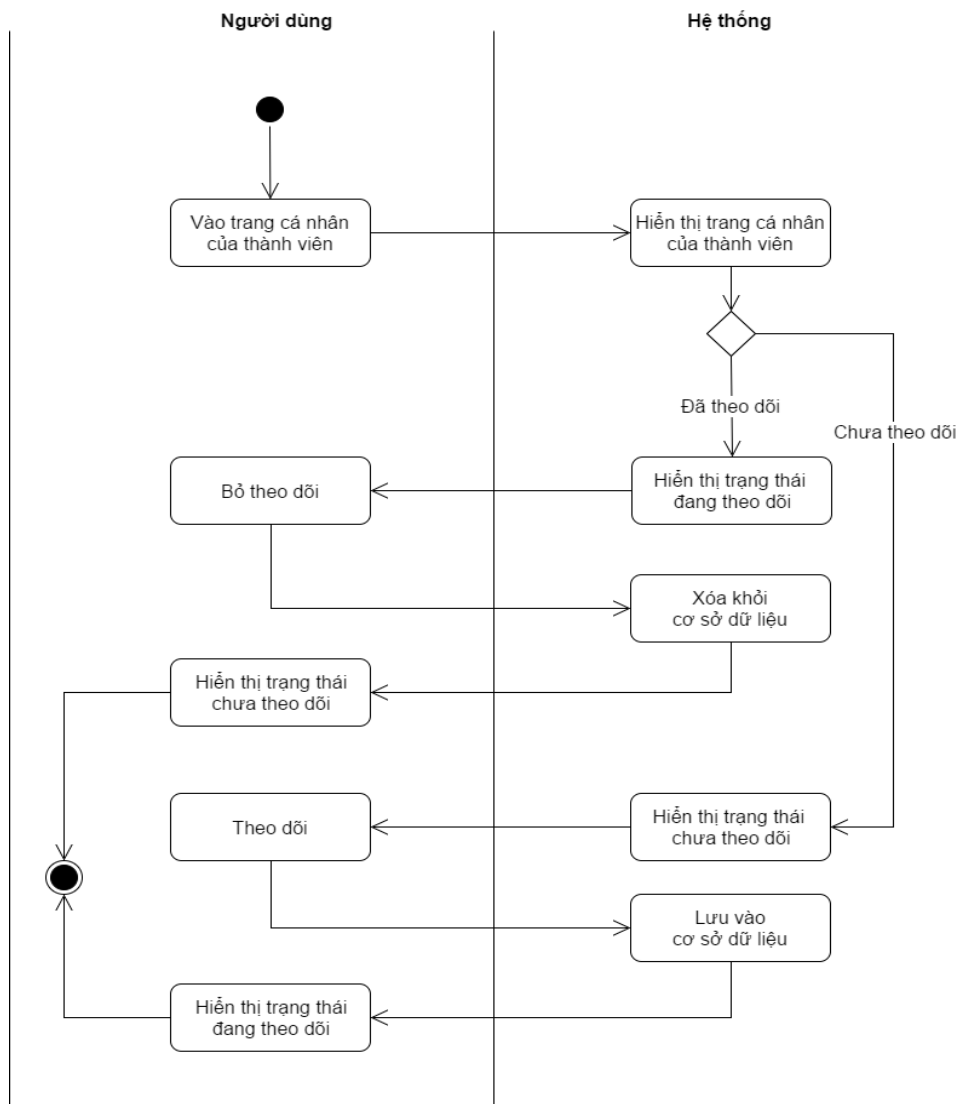 Người dùng
Hệ thống
Vào trang cá nhân
của thành viên
Hiển thị trang cá nhân
của thành viên
Đã theo dõi
Chưa theo dõi
Bỏ theo dõi
Hiển thị trạng thái
đang theo dõi
Xóa khỏi
cơ sở dữ liệu
Hiển thị trạng thái
chưa theo dõi
Theo dõi
Hiển thị trạng thái
chưa theo dõi
Lưu vào
cơ sở dữ liệu
Hiển thị trạng thái
đang theo dõi